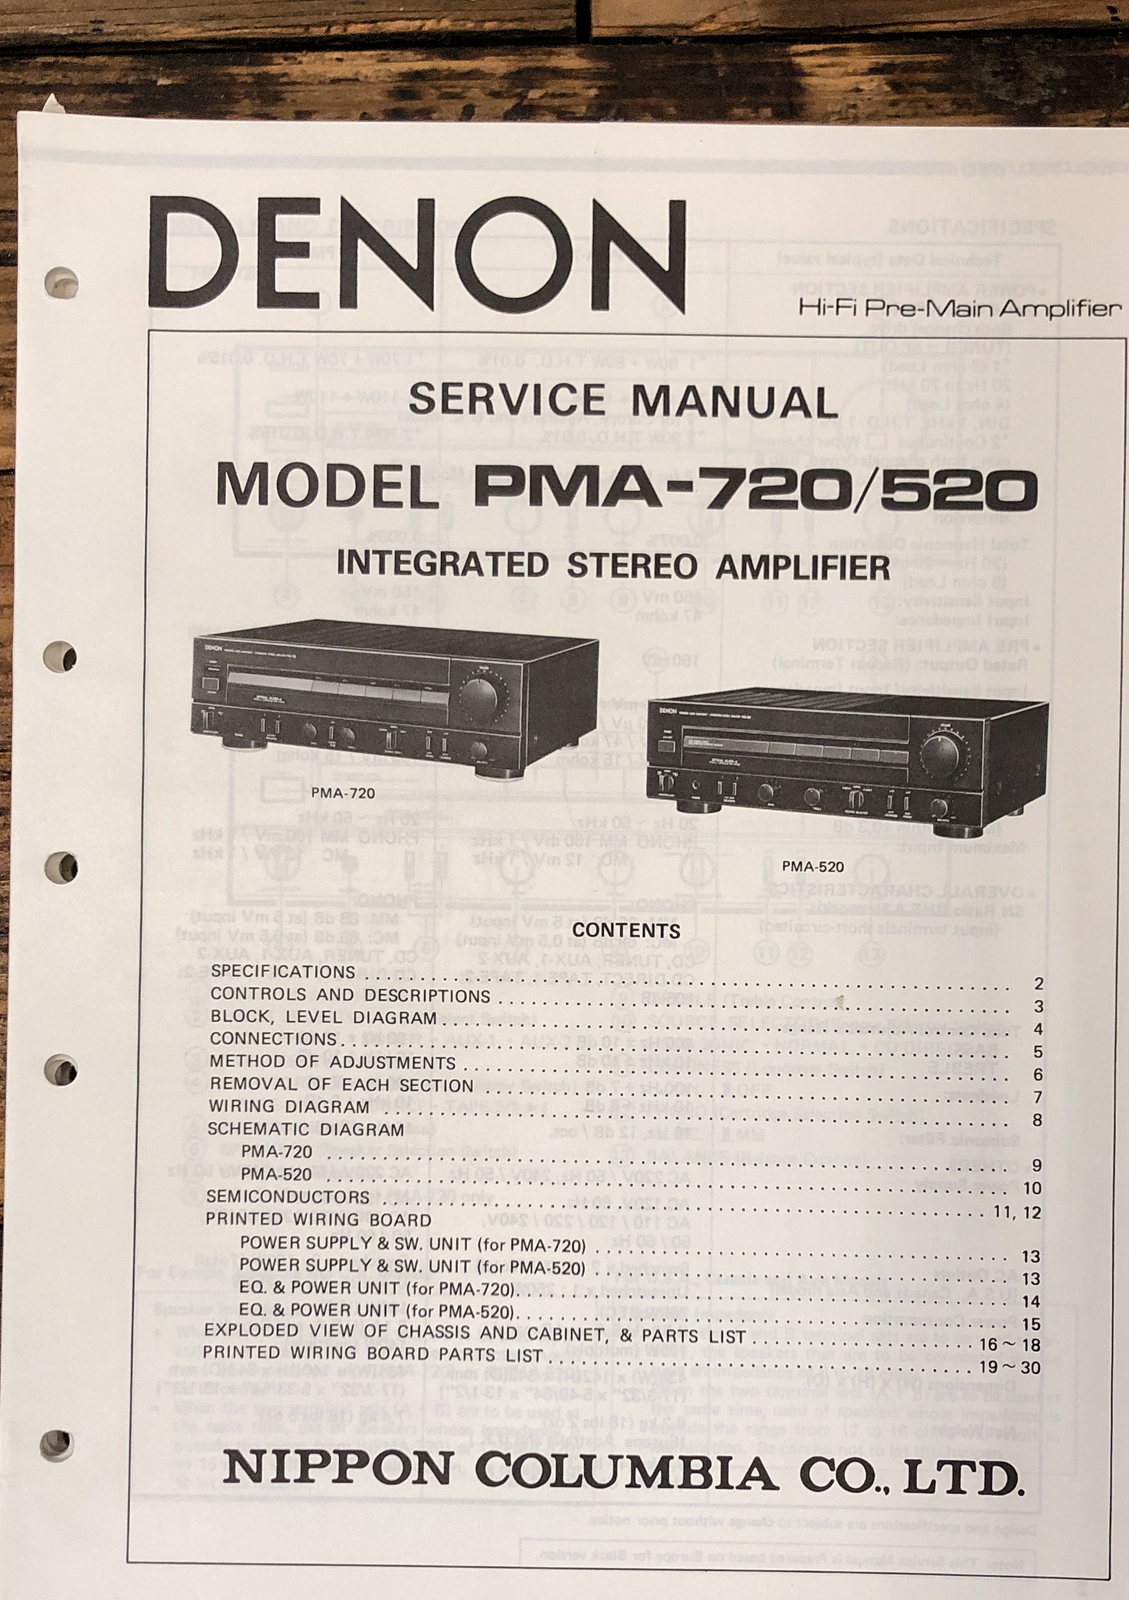 DENON
Hi-Fi Pre-Main Amplifier
SERVICE MANUAL
MODEL PMA-720/520
INTEGRATED STEREO AMPLIFIER
DENON
PMA-720
DENON
PMA-520
CONTENTS
SPECIFICATIONS 2
CONTROLS AND DESCRIPTIONS 3
BLOCK, LEVEL DIAGRAM 4
CONNECTIONS 5
METHOD OF ADJUSTMENTS 6
REMOVAL OF EACH SECTION 7
WIRING DIAGRAM 8
SCHEMATIC DIAGRAM
PMA-720 9
PMA-520 10
SEMICONDUCTORS 11, 12
PRINTED WIRING BOARD
POWER SUPPLY & SW. UNIT (for PMA-720) 13
POWER SUPPLY & SW. UNIT (for PMA-520) 13
EQ. & POWER UNIT (for PMA-720) 14
EQ. & POWER UNIT (for PMA-520) 15
EXPLODED VIEW OF CHASSIS AND CABINET, & PARTS LIST 16 ~ 18
PRINTED WIRING BOARD PARTS LIST 19 ~ 30
NIPPON COLUMBIA CO., LTD.